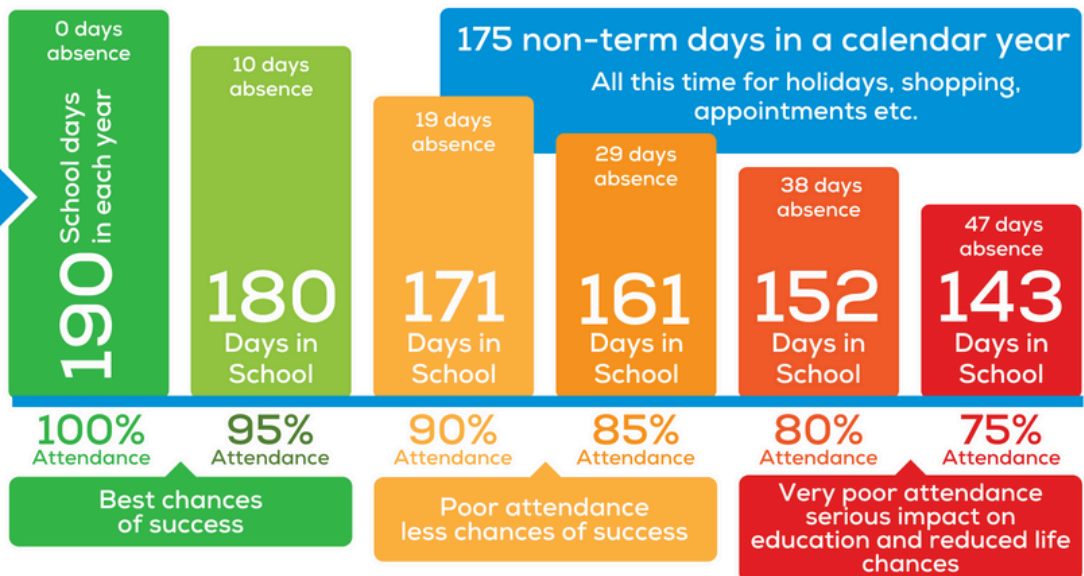 0 days
absence
190
School days
in each year
10 days
absence
180
Days in
School
19 days
absence
171
Days in
School
29 days
absence
161
Days in
School
38 days
absence
152
Days in
School
47 days
absence
143
Days in
School
175 non-term days in a calendar year
All this time for holidays, shopping,
appointments etc.
100%
Attendance
95%
Attendance
90%
Attendance
85%
Attendance
80%
Attendance
75%
Attendance
Best chances
of success
Poor attendance
less chances of success
Very poor attendance
serious impact on
education and reduced life
chances